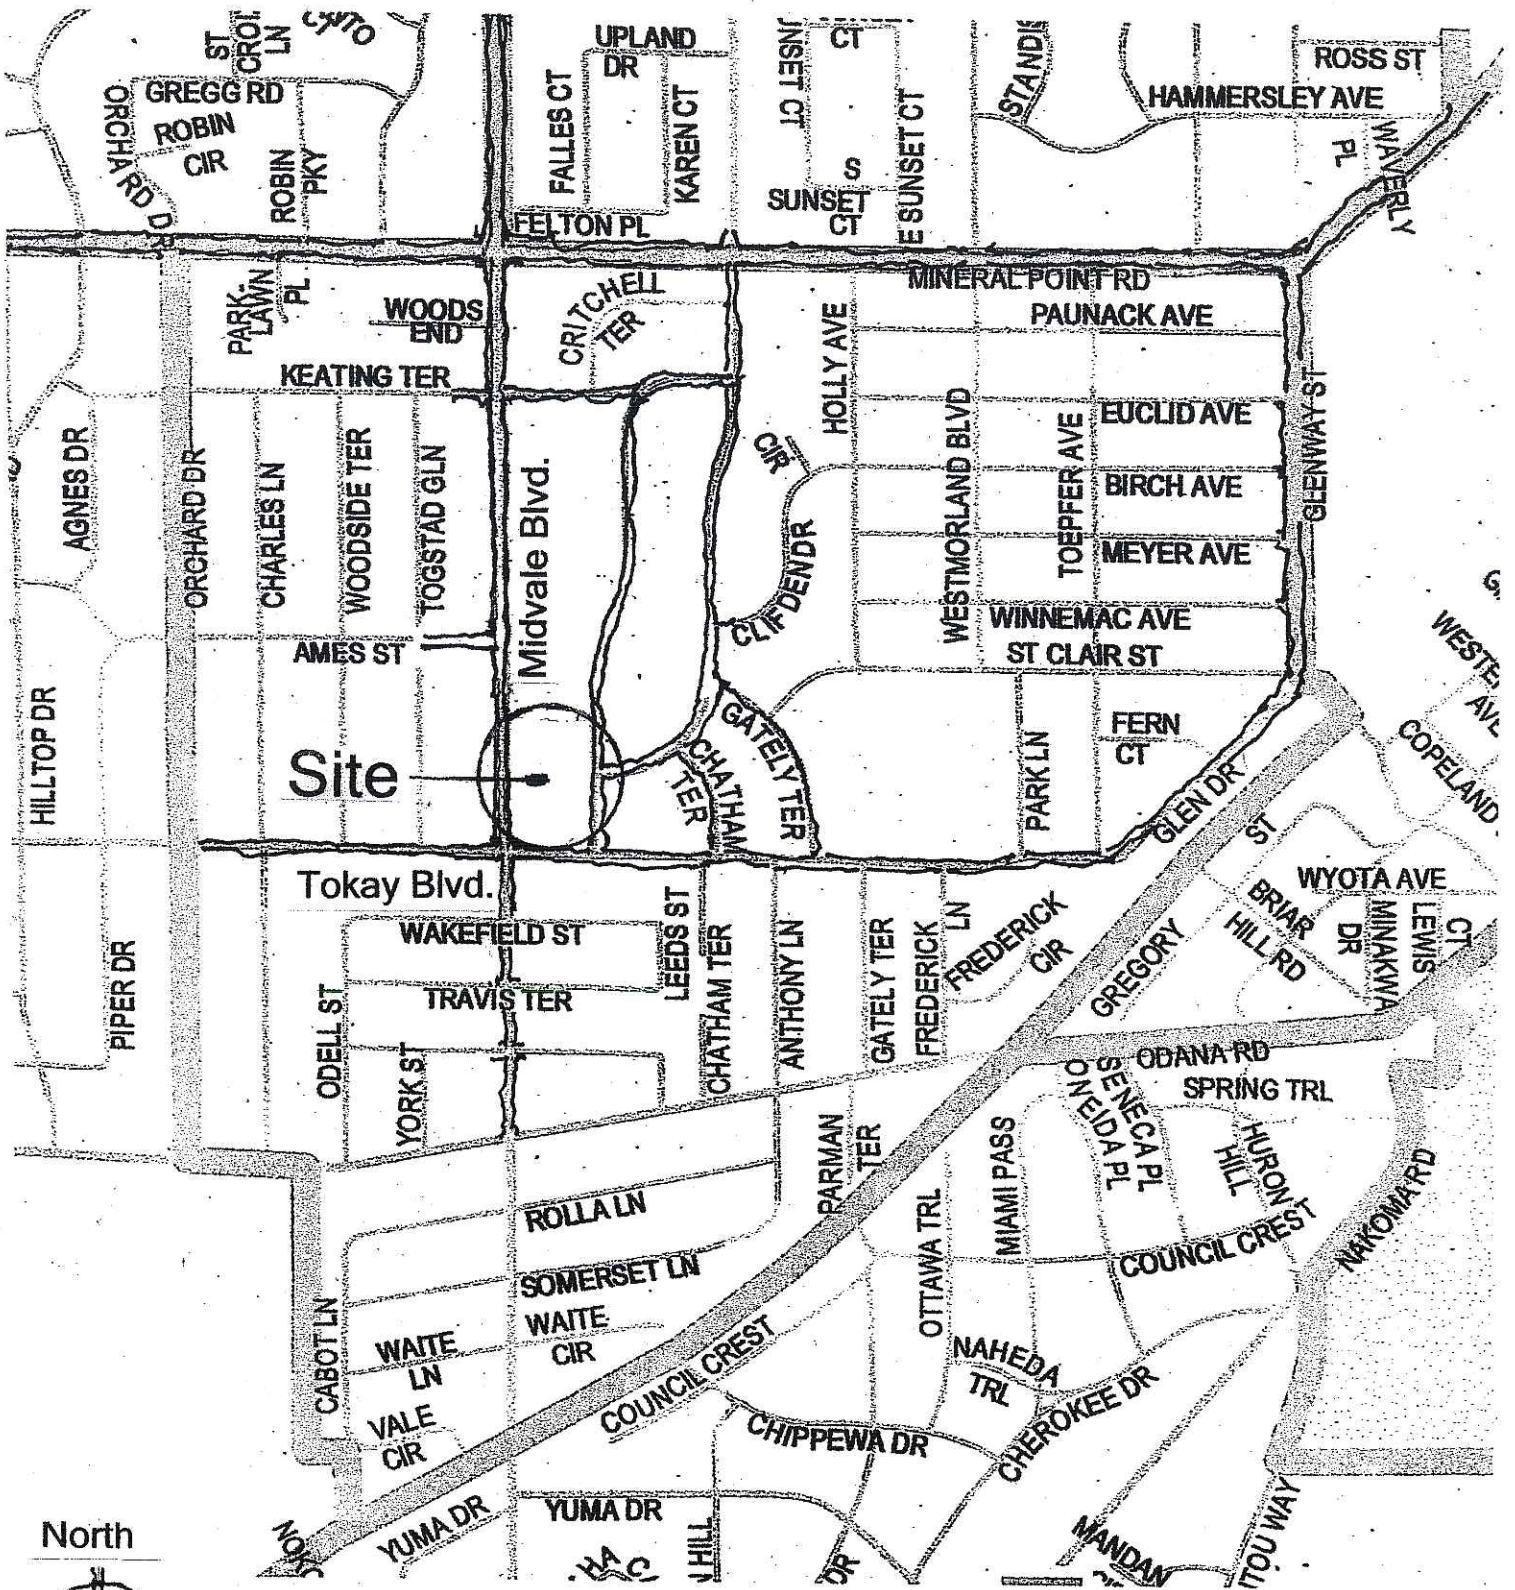 ST
LN
UPLAND
DR
CT
ROSS ST
GREGG RD
HAMMERSLEY AVE
ORCHARD D
ROBIN
CIR
ROBIN
PKY
FALLES CT
KAREN CT
S
SUNSET
CT
E SUNSET CT
WAVERLY
PL
FELTON PL
MINERAL POINT RD
PARK-
LAWN
PL
WOODS
END
CRITCHELL
TER
PAUNACK AVE
KEATING TER
HOLLY AVE
EUCLID AVE
GLENWAY ST
AGNES DR
ORCHARD DR
CHARLES LN
WOODSIDE TER
TOGSTAD GLN
Midvale Blvd.
CIR
CLIFDEN DR
WESTMORLAND BLVD
TOEPFER AVE
BIRCH AVE
MEYER AVE
WINNEMAC AVE
ST CLAIR ST
AMES ST
HILLTOP DR
Site
GATELY TER
CHATHAM
TER
PARK LN
FERN
CT
GLEN DR
COPELAND
AVE
ST
Tokay Blvd.
WYOTA AVE
WAKEFIELD ST
LEEDS ST
CHATHAM TER
ANTHONY LN
GATELY TER
FREDERICK
LN
FREDERICK
CIR
GREGORY
BRIAR
HILL RD
MINAKWA
DR
LEWIS
CT
PIPER DR
TRAVIS TER
ODELL ST
YORK ST
ODANA RD
SPRING TRL
SENECA PL
ONEIDA PL
PARMAN
TER
MIAMI PASS
HURON
HILL
NAKOMA RD
ROLLA LN
OTTAWA TRL
COUNCIL CREST
SOMERSET LN
CABOT LN
WAITE
LN
WAITE
CIR
COUNCIL CREST
NAHEDA
TRL
CHEROKEE DR
VALE
CIR
CHIPPEWA DR
North
YUMA DR
YUMA DR
HILL
DR
MANDAN
WAY